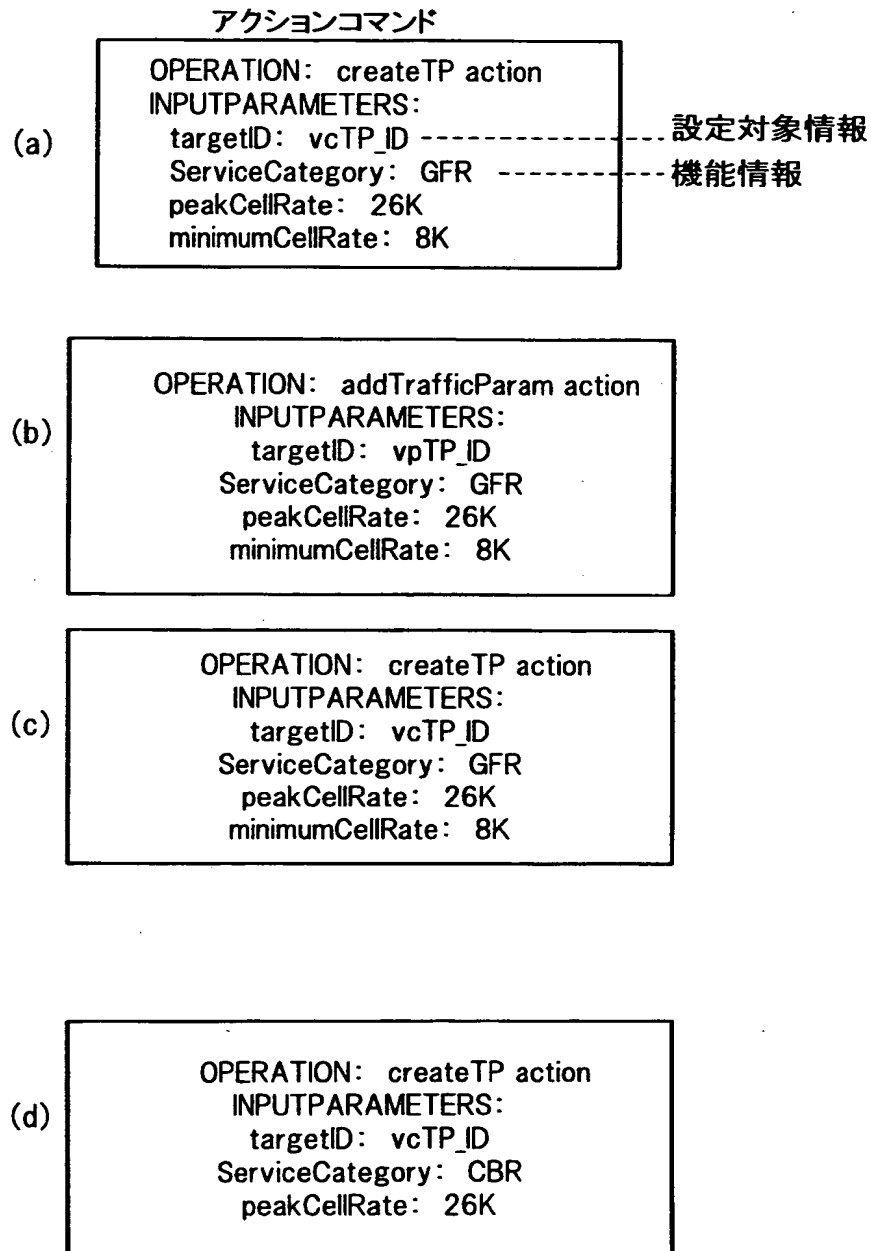 アクションコマンド
(a)
OPERATION: createTP action
INPUTPARAMETERS:
targetID: vcTP_ID ---------------- 設定対象情報
ServiceCategory: GFR ----------- 機能情報
peakCellRate: 26K
minimumCellRate: 8K
(b)
OPERATION: addTrafficParam action
INPUTPARAMETERS:
targetID: vpTP_ID
ServiceCategory: GFR
peakCellRate: 26K
minimumCellRate: 8K
(c)
OPERATION: createTP action
INPUTPARAMETERS:
targetID: vcTP_ID
ServiceCategory: GFR
peakCellRate: 26K
minimumCellRate: 8K
(d)
OPERATION: createTP action
INPUTPARAMETERS:
targetID: vcTP_ID
ServiceCategory: CBR
peakCellRate: 26K